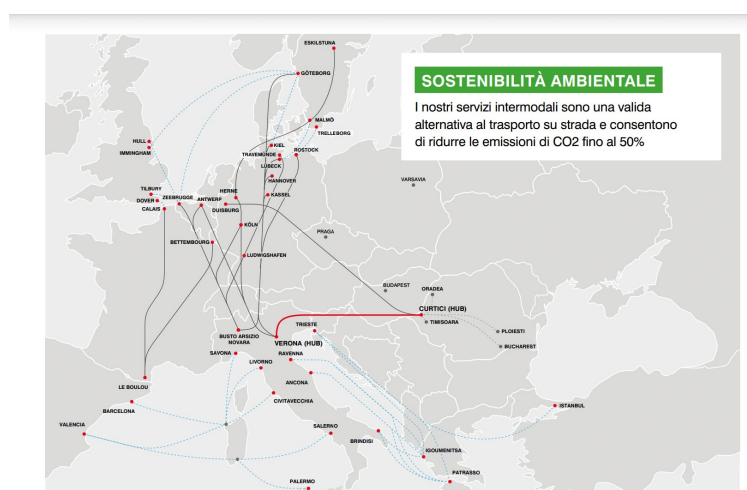 ESKILSTUNA
SOSTENIBILITÀ AMBIENTALE
GÖTEBORG
I nostri servizi intermodali sono una valida
alternativa al trasporto su strada e consentono
di ridurre le emissioni di CO2 fino al 50%
MALMÖ
TRELLEBORG
HULL
IMMINGHAM
KIEL
TRAVEMÜNDE
ROSTOCK
LÜBECK
HANNOVER
VARSAVIA
TILBURY
DOVER
ZEEBRUGGE
ANTWERP
HERNE
KASSEL
CALAIS
DUISBURG
KÖLN
PRAGA
BETTEMBOURG
LUDWIGSHAFEN
BUDAPEST
ORADEA
CURTICI (HUB)
TRIESTE
TIMISOARA
PLOIESTI
BUSTO ARSIZIO
NOVARA
VERONA (HUB)
BUCHAREST
SAVONA
RAVENNA
LIVORNO
LE BOULOU
ANCONA
CIVITAVECCHIA
BARCELONA
ISTANBUL
VALENCIA
SALERNO
BRINDISI
IGOUMENITSA
PATRASSO
PALERMO